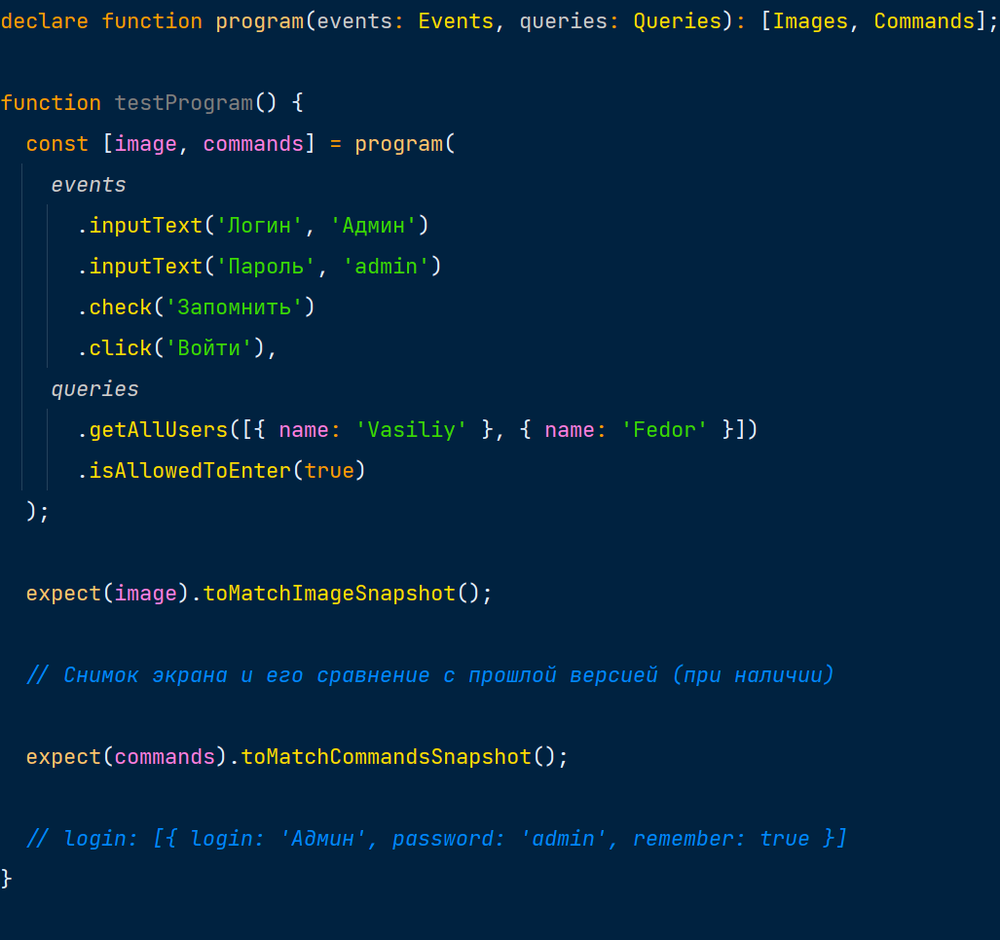 declare function program(events: Events, queries: Queries): [Images, Commands];
function testProgram() {
const [image, commands] = program(
events
.inputText('Логин', 'Админ')
.inputText('Пароль', 'admin')
.check('Запомнить')
.click('Войти'),
queries
.getAllUsers([{ name: 'Vasiliy' }, { name: 'Fedor' }])
.isAllowedToEnter(true)
);
expect(image).toMatchImageSnapshot();
// Снимок экрана и его сравнение с прошлой версией (при наличии)
expect(commands).toMatchCommandsSnapshot();
// login: [{ login: 'Админ', password: 'admin', remember: true }]
}